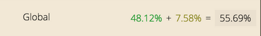 Global 48.12% + 7.58% = 55.69%